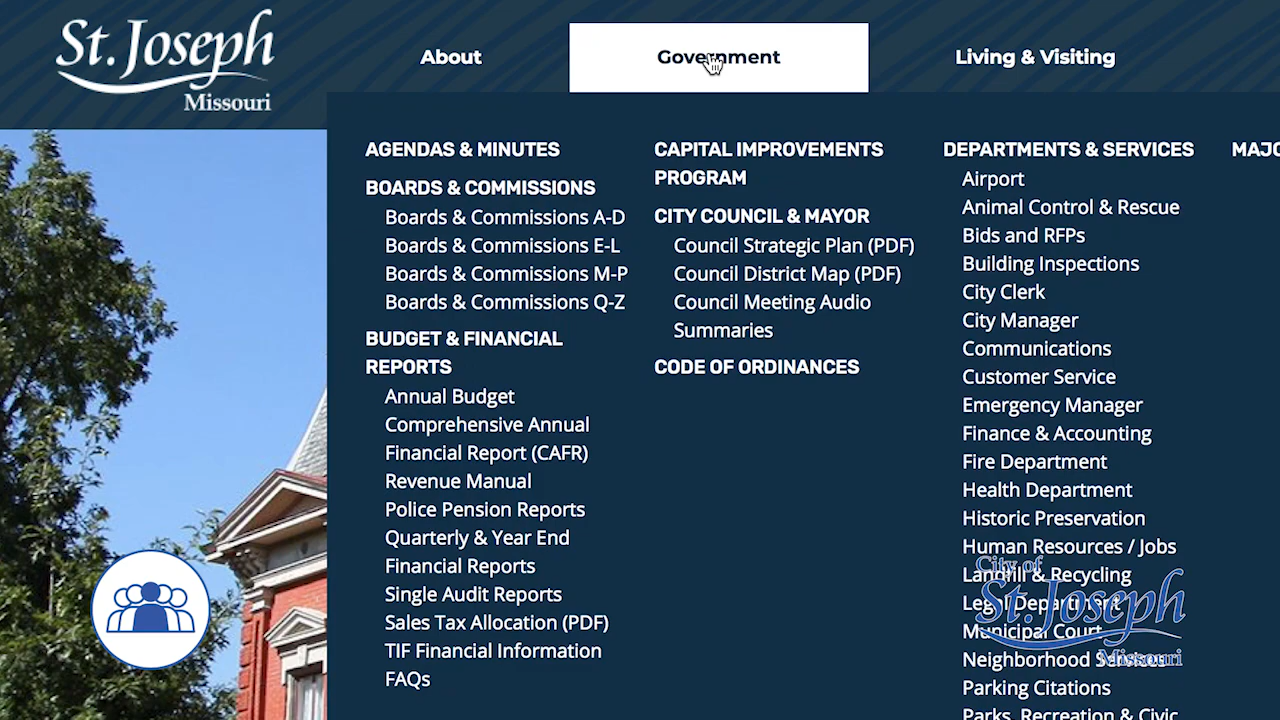 St. Joseph
Missouri
About
Government
Living & Visiting
AGENDAS & MINUTES
BOARDS & COMMISSIONS
Boards & Commissions A-D
Boards & Commissions E-L
Boards & Commissions M-P
Boards & Commissions Q-Z
BUDGET & FINANCIAL
REPORTS
Annual Budget
Comprehensive Annual
Financial Report (CAFR)
Revenue Manual
Police Pension Reports
Quarterly & Year End
Financial Reports
Single Audit Reports
Sales Tax Allocation (PDF)
TIF Financial Information
FAQs
CAPITAL IMPROVEMENTS
PROGRAM
CITY COUNCIL & MAYOR
Council Strategic Plan (PDF)
Council District Map (PDF)
Council Meeting Audio
Summaries
CODE OF ORDINANCES
DEPARTMENTS & SERVICES
Airport
Animal Control & Rescue
Bids and RFPs
Building Inspections
City Clerk
City Manager
Communications
Customer Service
Emergency Manager
Finance & Accounting
Fire Department
Health Department
Historic Preservation
Human Resources / Jobs
Landfill & Recycling
Legal Department
Municipal Court
Neighborhood
Parking Citations
Parks, Recreation & Civic
City of
St. Joseph
Missouri